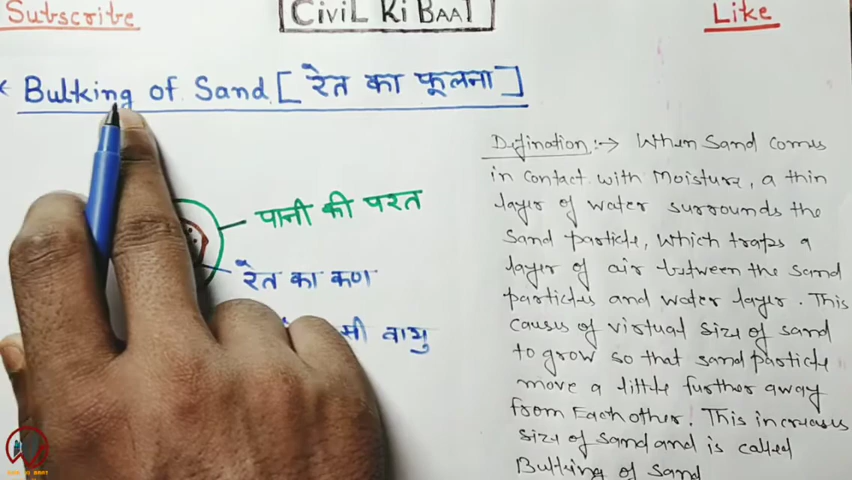 Subscribe
CiviL Ki BAAT
Like
Bulking of Sand [ रेत का फूलना ]
पानी की परत
रेत का कण
सी वायु
Defination :→ When Sand comes
in contact with Moisture, a thin
layer of water surrounds the
Sand particle, which traps a
layer of air between the sand
particles and water layer. This
causes of virtual size of sand
to grow so that sand particle
move a little further away
from Each other. This increases
size of sand and is called
Bulking of Sand